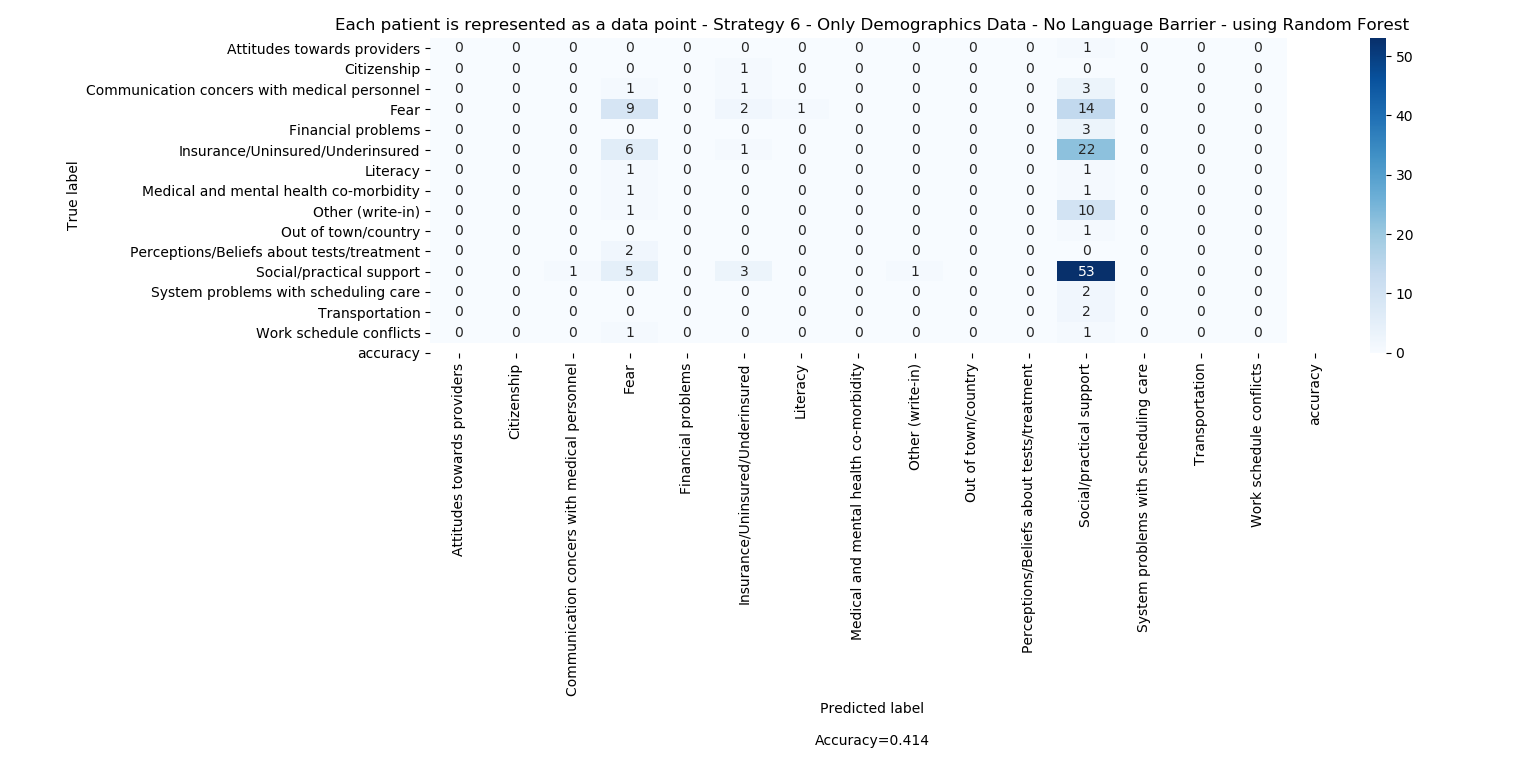 Each patient is represented as a data point - Strategy 6 - Only Demographics Data - No Language Barrier - using Random Forest
True label
Attitudes towards providers 0 0 0 0 0 0 0 0 0 0 0 1 0 0 0
Citizenship 0 0 0 0 0 1 0 0 0 0 0 0 0 0 0
Communication concers with medical personnel 0 0 0 1 0 1 0 0 0 0 0 3 0 0 0
Fear 0 0 0 9 0 2 1 0 0 0 0 14 0 0 0
Financial problems 0 0 0 0 0 0 0 0 0 0 0 3 0 0 0
Insurance/Uninsured/Underinsured 0 0 0 6 0 1 0 0 0 0 0 22 0 0 0
Literacy 0 0 0 1 0 0 0 0 0 0 0 1 0 0 0
Medical and mental health co-morbidity 0 0 0 1 0 0 0 0 0 0 0 1 0 0 0
Other (write-in) 0 0 0 1 0 0 0 0 0 0 0 10 0 0 0
Out of town/country 0 0 0 0 0 0 0 0 0 0 0 1 0 0 0
Perceptions/Beliefs about tests/treatment 0 0 0 2 0 0 0 0 0 0 0 0 0 0 0
Social/practical support 0 0 1 5 0 3 0 0 1 0 0 53 0 0 0
System problems with scheduling care 0 0 0 0 0 0 0 0 0 0 0 2 0 0 0
Transportation 0 0 0 0 0 0 0 0 0 0 0 2 0 0 0
Work schedule conflicts 0 0 0 1 0 0 0 0 0 0 0 1 0 0 0
accuracy
50
40
30
20
10
0
Attitudes towards providers
Citizenship
Communication concers with medical personnel
Fear
Financial problems
Insurance/Uninsured/Underinsured
Literacy
Medical and mental health co-morbidity
Other (write-in)
Out of town/country
Perceptions/Beliefs about tests/treatment
Social/practical support
System problems with scheduling care
Transportation
Work schedule conflicts
accuracy
Predicted label
Accuracy=0.414